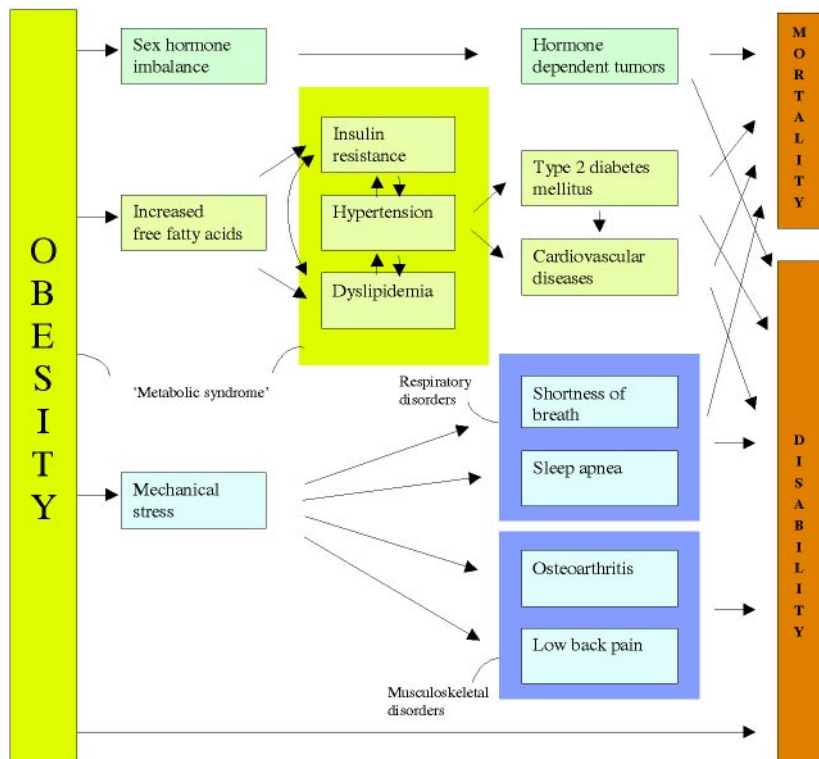 OBESITY
Sex hormone
imbalance
Hormone
dependent tumors
MORTALITY
Increased
free fatty acids
Insulin
resistance
Hypertension
Dyslipidemia
Type 2 diabetes
mellitus
Cardiovascular
diseases
'Metabolic syndrome'
Respiratory
disorders
Shortness of
breath
Sleep apnea
Mechanical
stress
Osteoarthritis
Low back pain
Musculoskeletal
disorders
DISABILITY